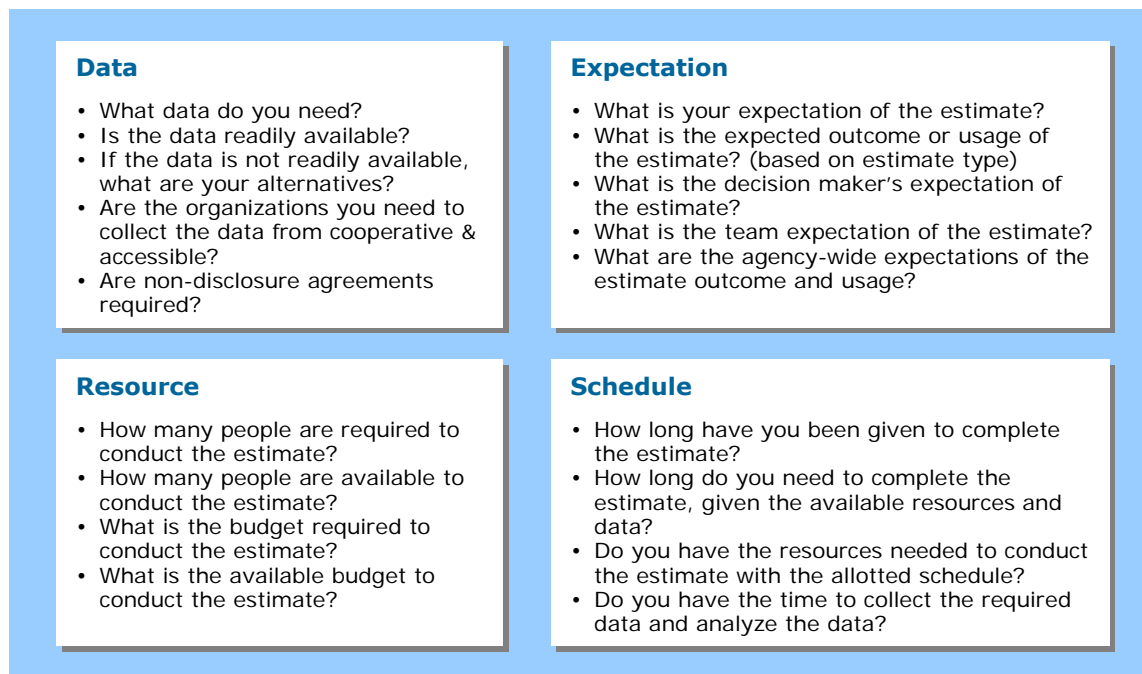 Data
• What data do you need?
• Is the data readily available?
• If the data is not readily available,
what are your alternatives?
• Are the organizations you need to
collect the data from cooperative &
accessible?
• Are non-disclosure agreements
required?
Expectation
• What is your expectation of the estimate?
• What is the expected outcome or usage of
the estimate? (based on estimate type)
• What is the decision maker's expectation of
the estimate?
• What is the team expectation of the estimate?
• What are the agency-wide expectations of the
estimate outcome and usage?
Resource
• How many people are required to
conduct the estimate?
• How many people are available to
conduct the estimate?
• What is the budget required to
conduct the estimate?
• What is the available budget to
conduct the estimate?
Schedule
• How long have you been given to complete
the estimate?
• How long do you need to complete the
estimate, given the available resources and
data?
• Do you have the resources needed to conduct
the estimate with the allotted schedule?
• Do you have the time to collect the required
data and analyze the data?